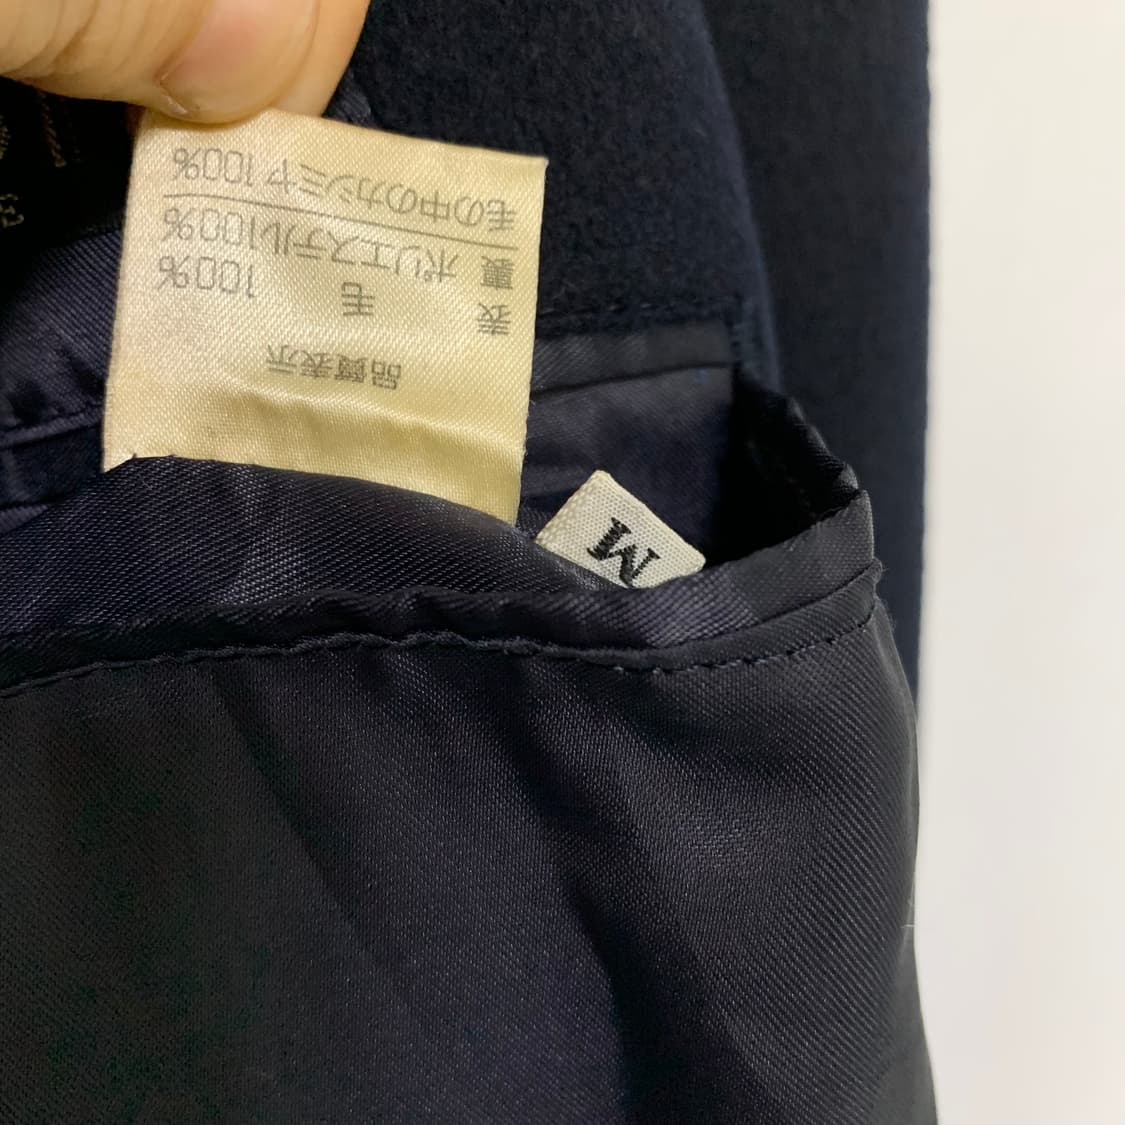 品質表示
表 毛 100%
裏 ポリエステル100%
毛の中のカシミヤ100%
M